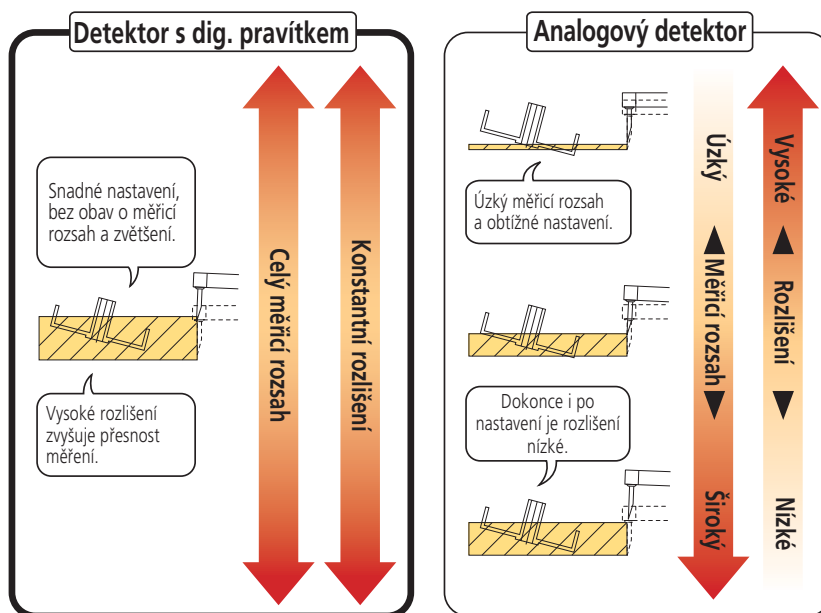 Detektor s dig. pravítkem
Snadné nastavení,
bez obav o měřicí
rozsah a zvětšení.
Vysoké rozlišení
zvyšuje přesnost
měření.
Celý měřicí rozsah
Konstantní rozlišení
Analogový detektor
Úzký měřicí rozsah
a obtížné nastavení.
Dokonce i po
nastavení je rozlišení
nízké.
Úzký
Měřicí rozsah
Široký
Vysoké
Rozlišení
Nízké